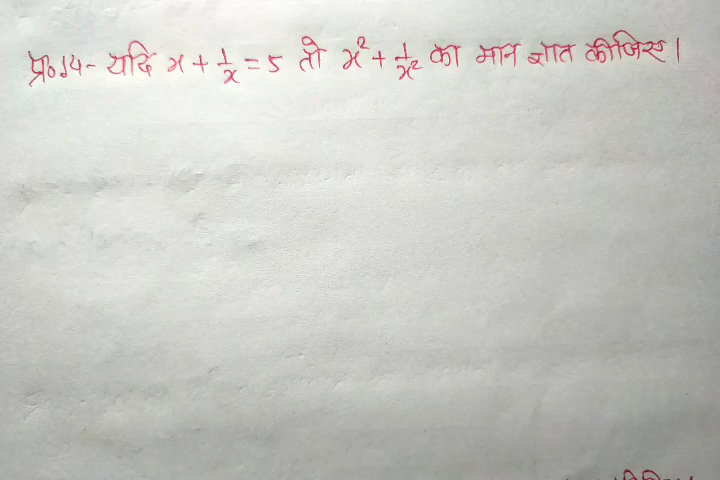 प्र०14- यदि x + 1/x = 5 तो x² + 1/x² का मान ज्ञात कीजिए।